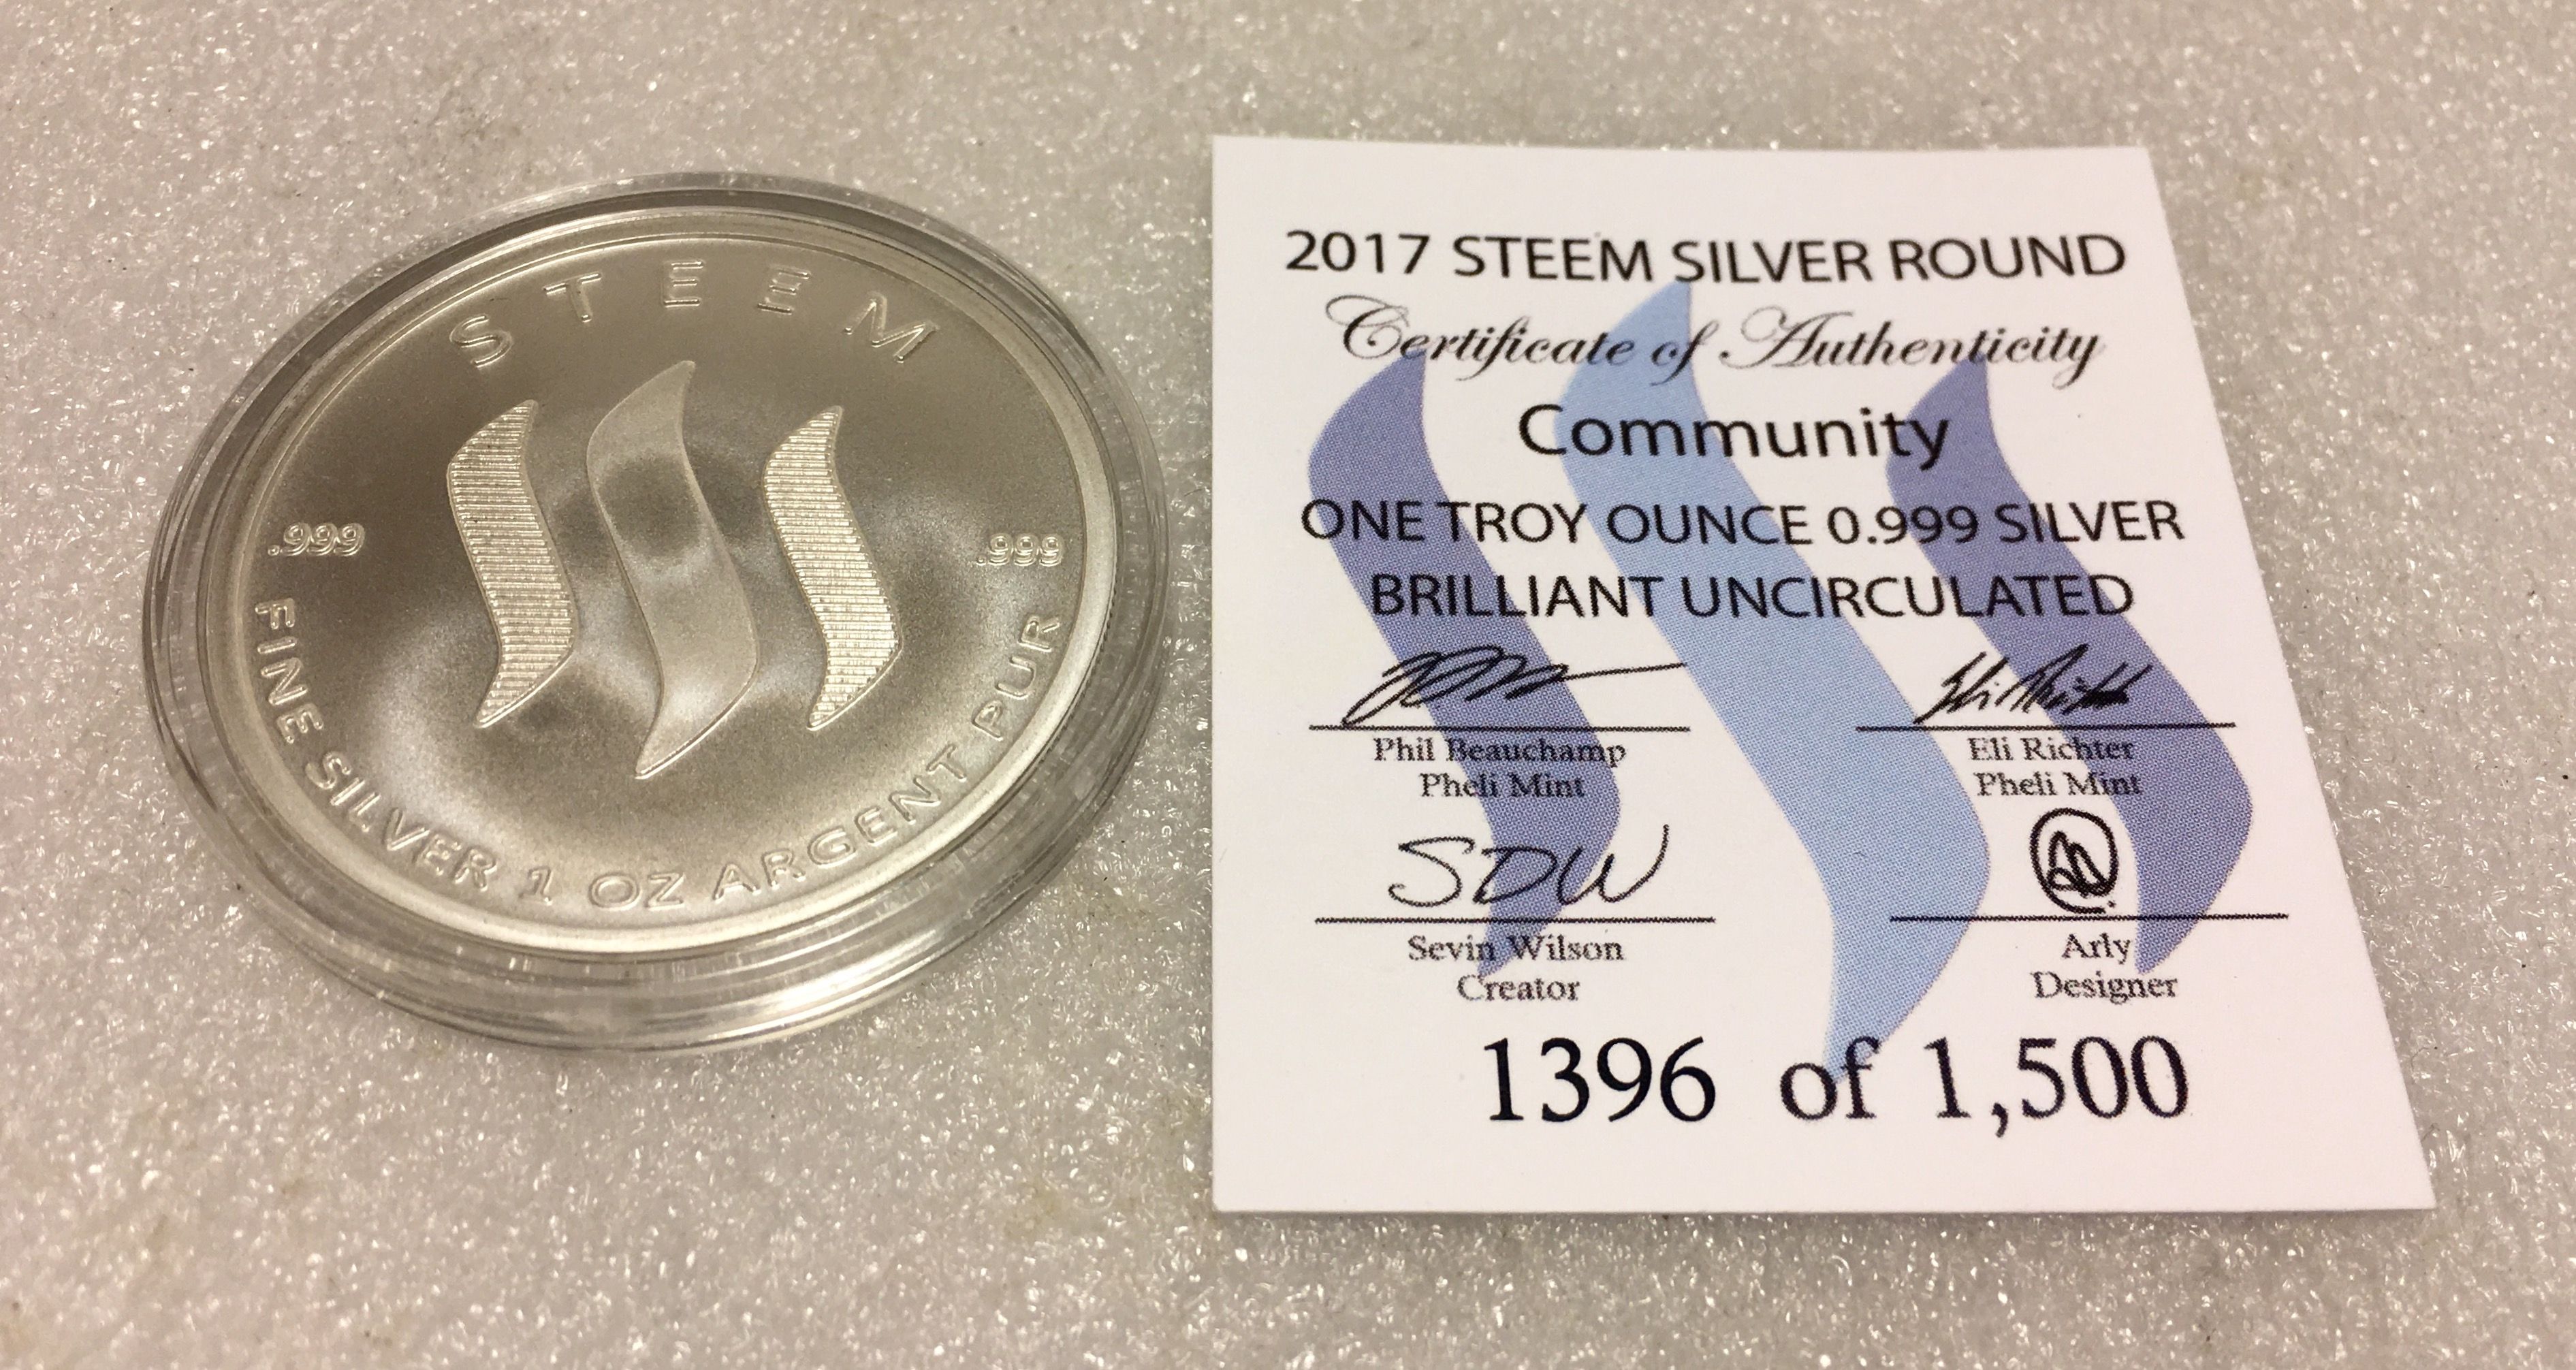 STEEM
.999
.999
FINE SILVER 1 OZ ARGENT PUR
2017 STEEM SILVER ROUND
Certificate of Authenticity
Community
ONE TROY OUNCE 0.999 SILVER
BRILLIANT UNCIRCULATED
Eli Richter
Phil Beauchamp
Pheli Mint
Eli Richter
Pheli Mint
SDW
Sevin Wilson
Creator
Arly
Designer
1396 of 1,500